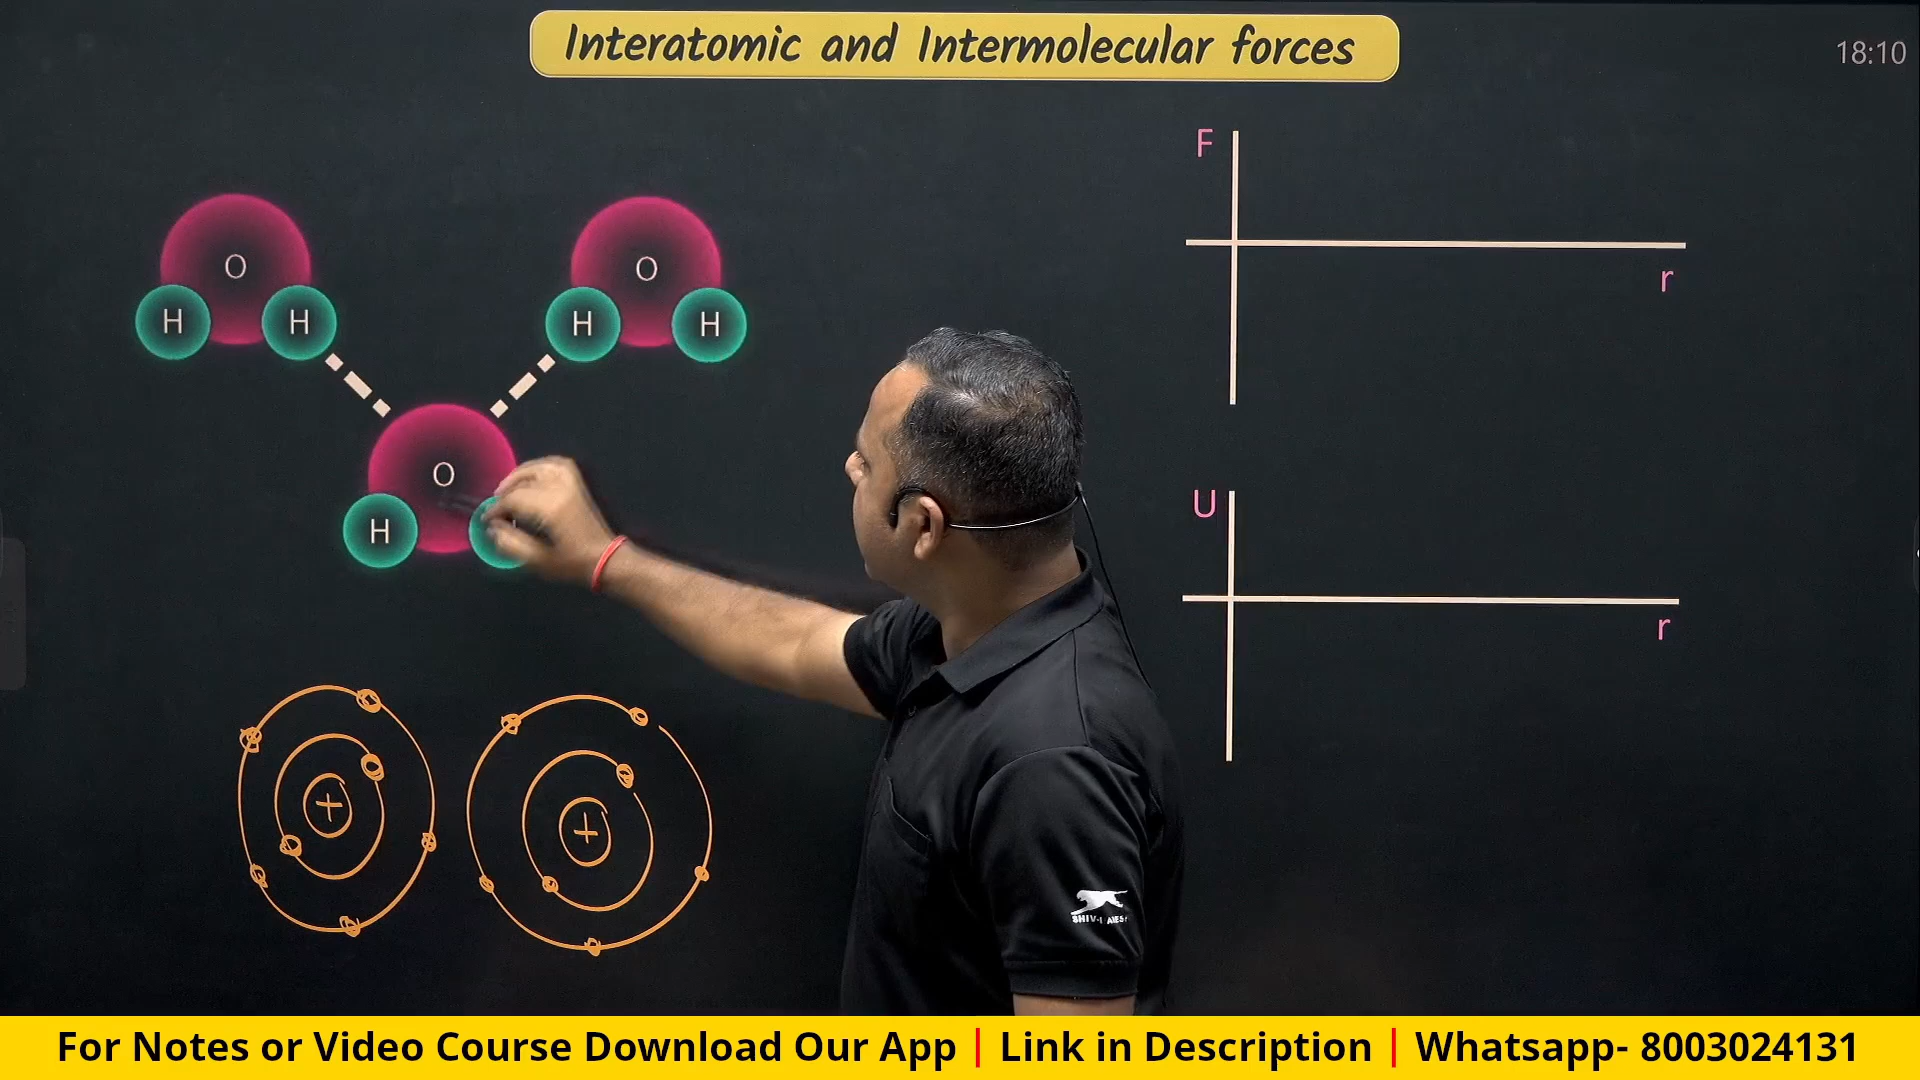 Interatomic and Intermolecular forces
18:10
F
r
O
H
H
O
H
H
O
H
U
r
+
+
For Notes or Video Course Download Our App | Link in Description | Whatsapp- 8003024131